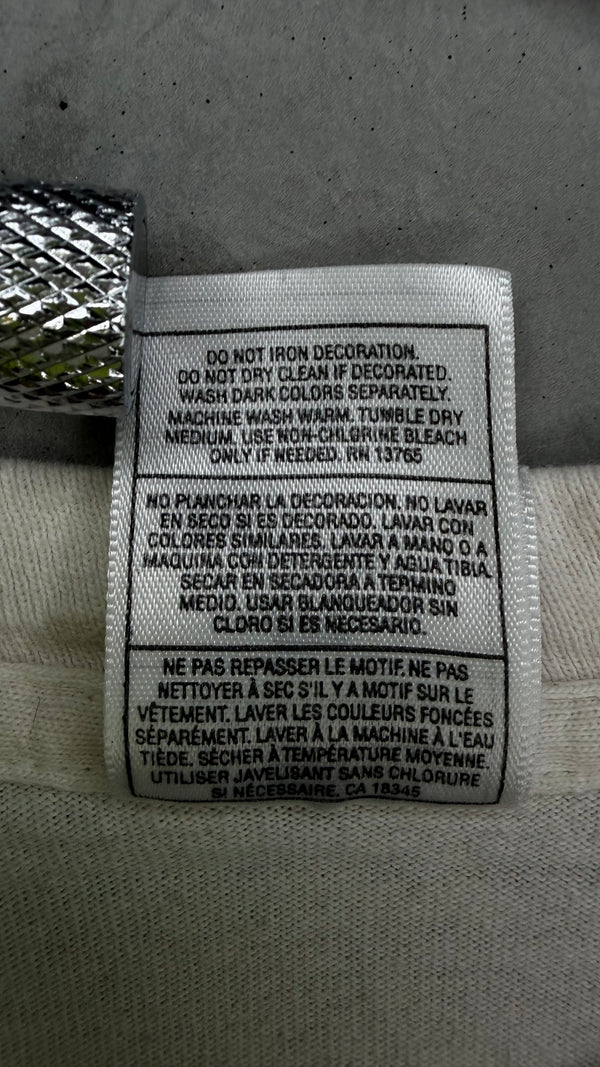 DO NOT IRON DECORATION.
DO NOT DRY CLEAN IF DECORATED.
WASH DARK COLORS SEPARATELY.
MACHINE WASH WARM. TUMBLE DRY
MEDIUM. USE NON-CHLORINE BLEACH
ONLY IF NEEDED. RN 13765
NO PLANCHAR LA DECORACION. NO LAVAR
EN SECO SI ES DECORADO. LAVAR CON
COLORES SIMILARES. LAVAR A MANO O A
MAQUINA CON DETERGENTE Y AGUA TIBIA.
SECAR EN SECADORA A TERMINO
MEDIO. USAR BLANQUEADOR SIN
CLORO SI ES NECESARIO.
NE PAS REPASSER LE MOTIF. NE PAS
NETTOYER À SEC S'IL Y A MOTIF SUR LE
VÊTEMENT. LAVER LES COULEURS FONCÉES
SÉPARÉMENT. LAVER À LA MACHINE À L'EAU
TIÈDE. SÉCHER À TEMPÉRATURE MOYENNE.
UTILISER JAVELISANT SANS CHLORURE
SI NÉCESSAIRE. CA 18345